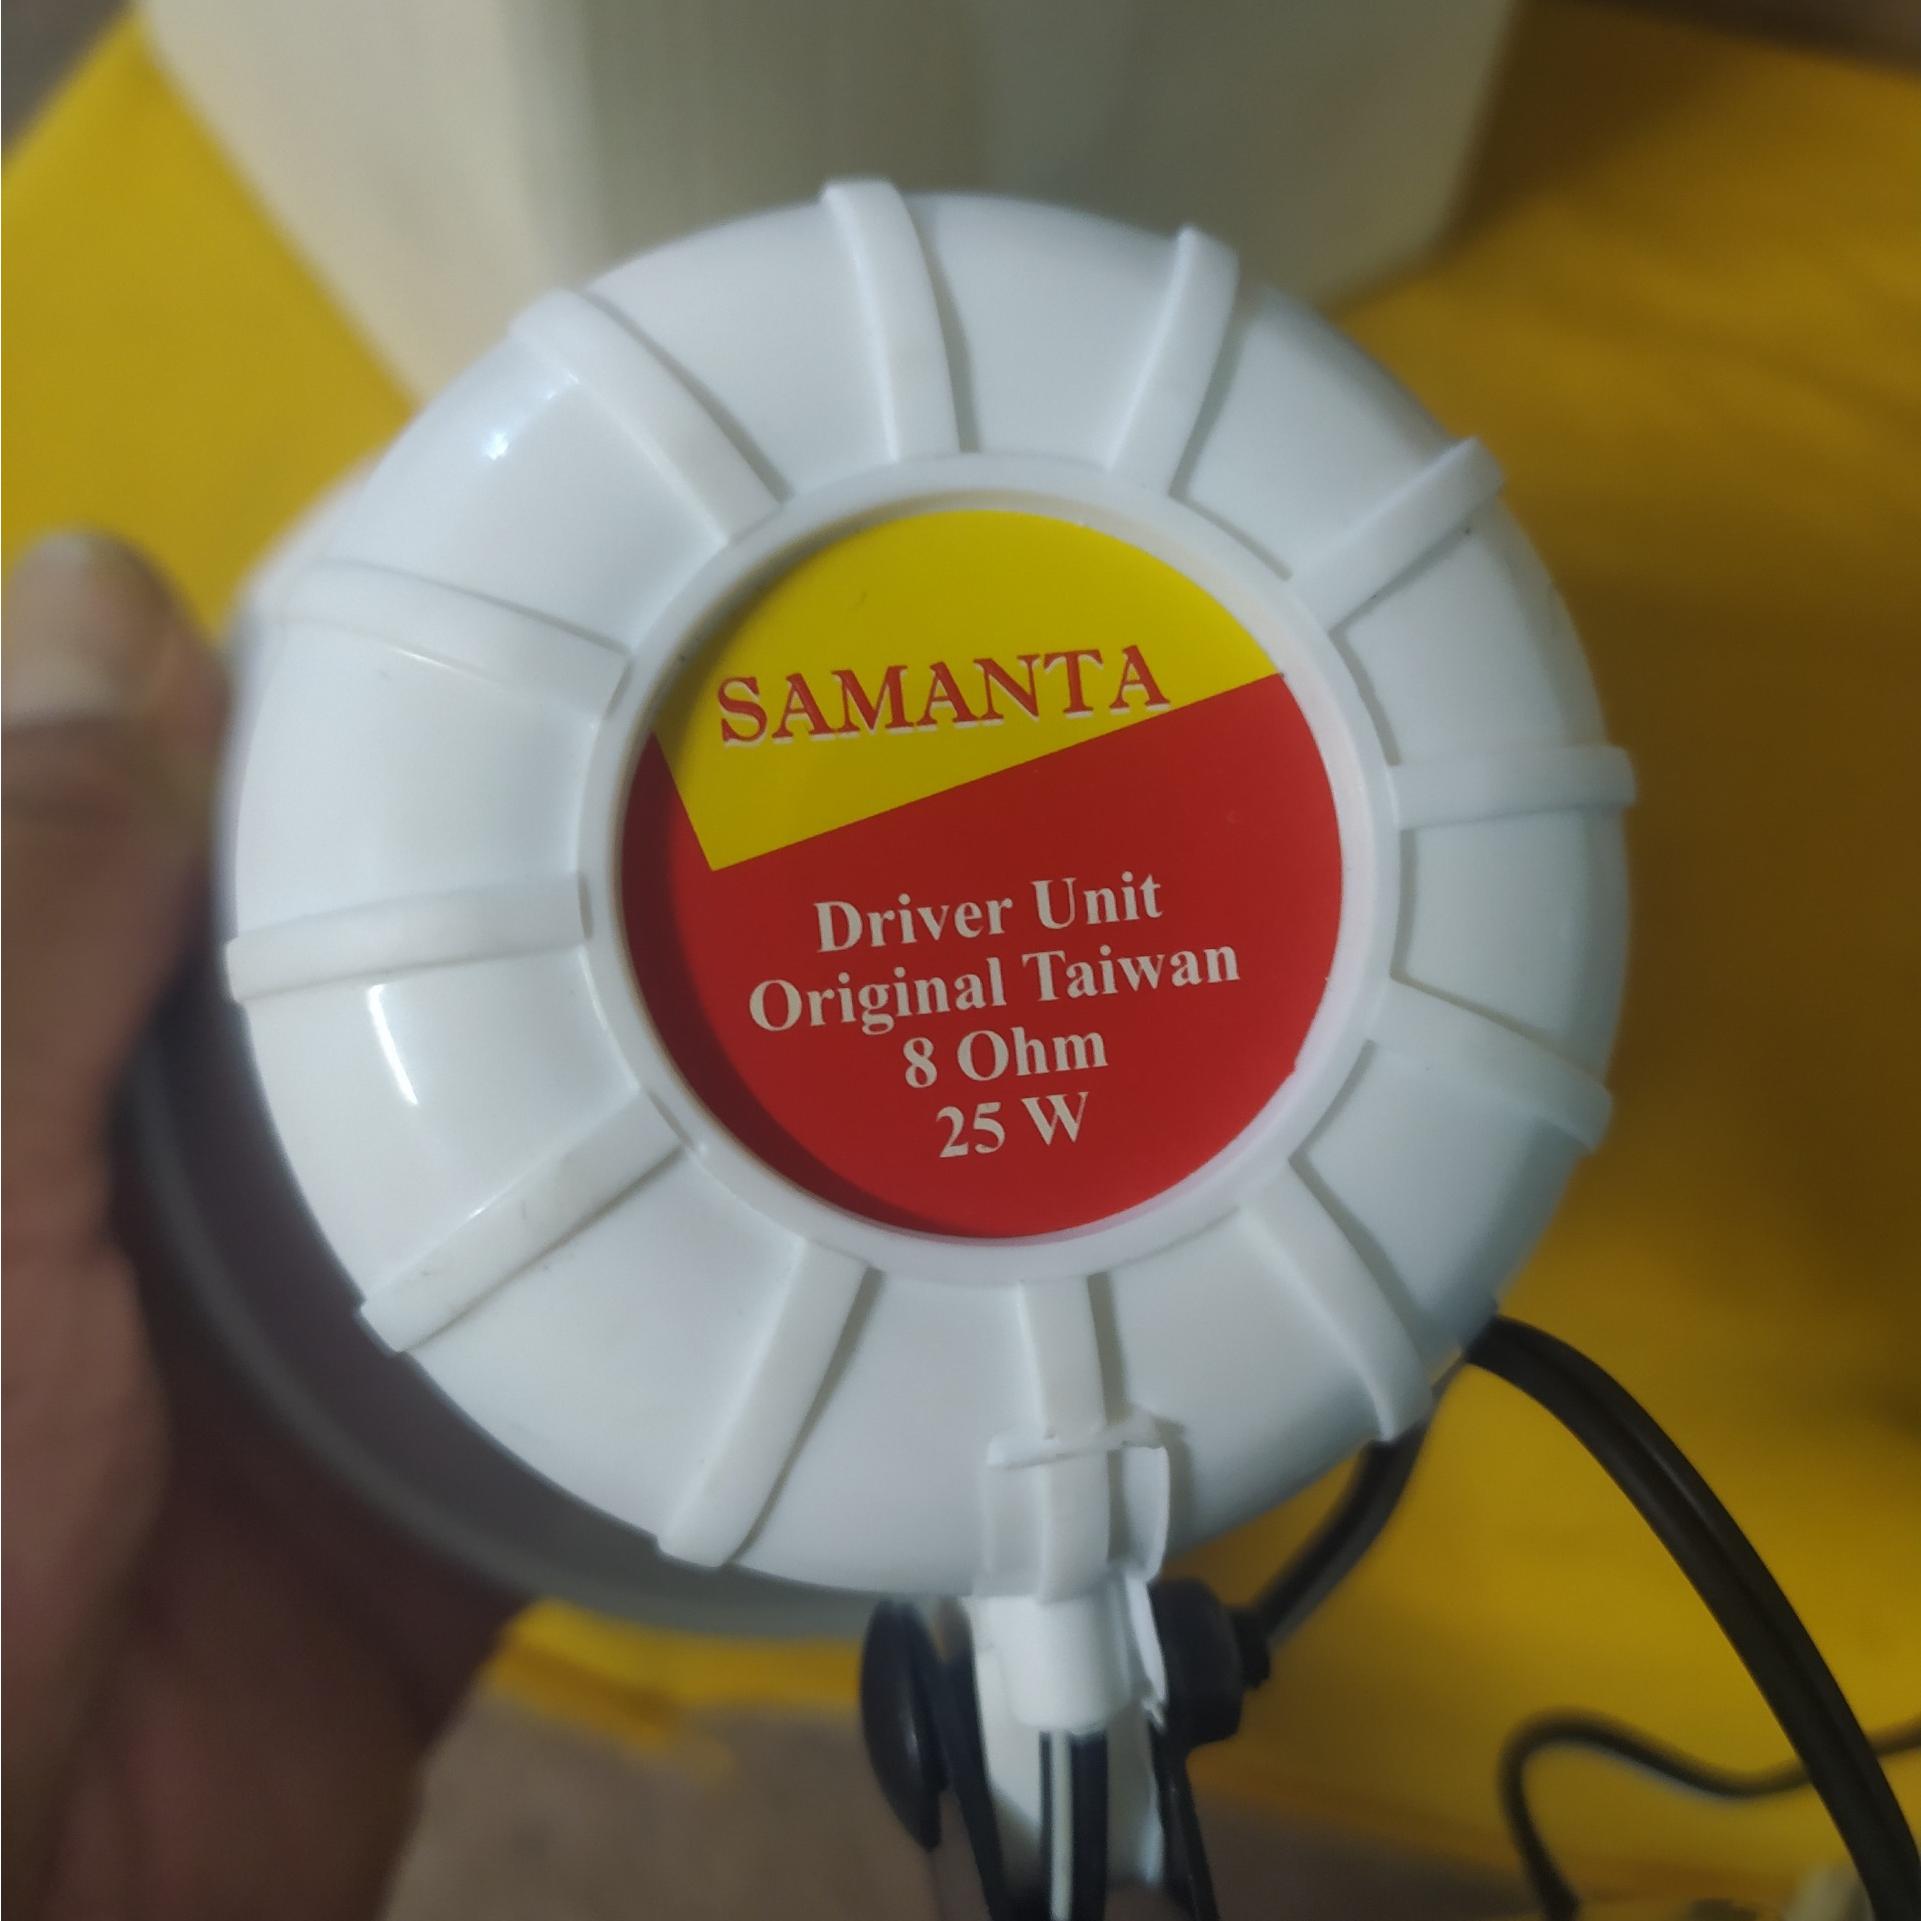 SAMANTA
Driver Unit
Original Taiwan
8 Ohm
25 W